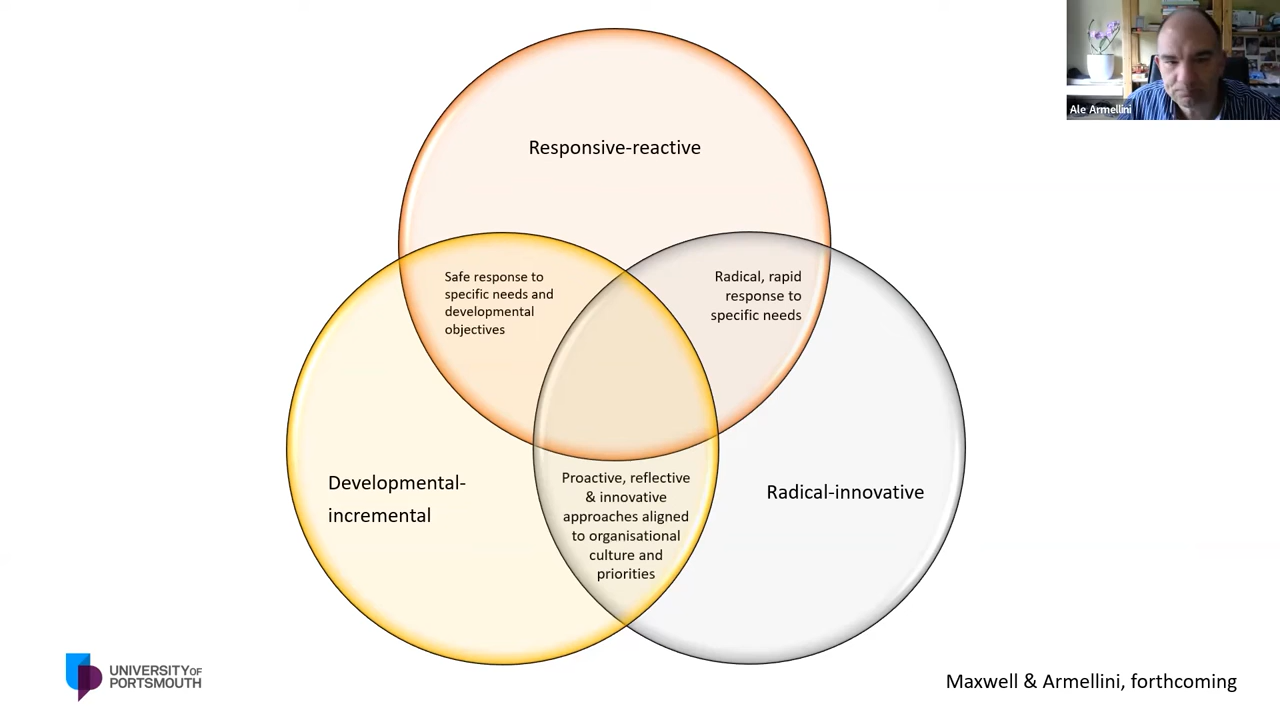 Ale Armellini
Responsive-reactive
Safe response to
specific needs and
developmental
objectives
Radical, rapid
response to
specific needs
Developmental-
incremental
Proactive, reflective
& innovative
approaches aligned
to organisational
culture and
priorities
Radical-innovative
UNIVERSITY OF
PORTSMOUTH
Maxwell & Armellini, forthcoming